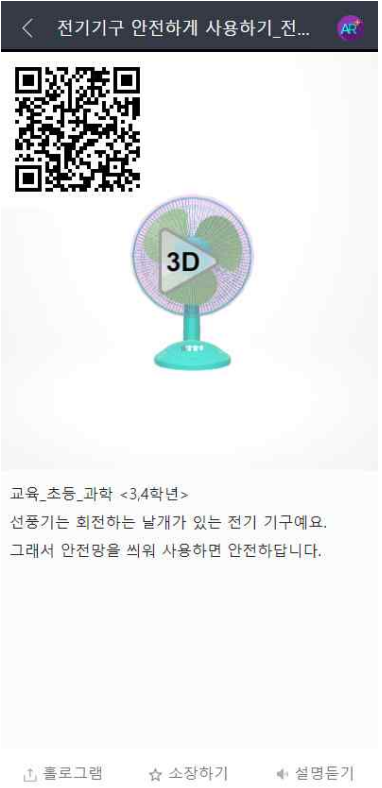 전기기구 안전하게 사용하기_전...
AR
3D
교육_초등_과학 <3,4학년>
선풍기는 회전하는 날개가 있는 전기 기구예요.
그래서 안전망을 씌워 사용하면 안전하답니다.
홀로그램 소장하기 설명듣기